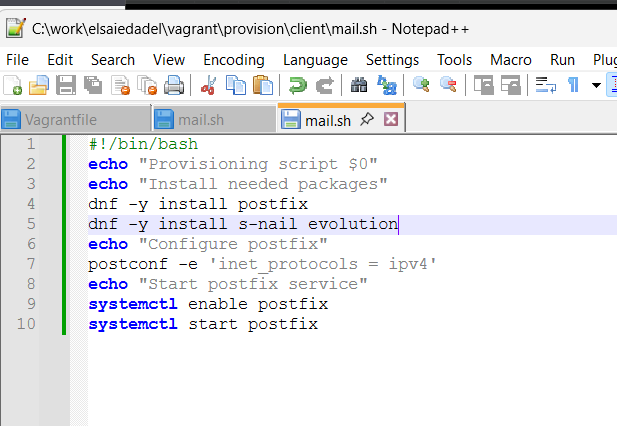 C:\work\elsaiedadel\vagrant\provision\client\mail.sh - Notepad++
File Edit Search View Encoding Language Settings Tools Macro Run Plug
Vagrantfile mail.sh mail.sh
1 #!/bin/bash
2 echo "Provisioning script $0"
3 echo "Install needed packages"
4 dnf -y install postfix
5 dnf -y install s-nail evolution
6 echo "Configure postfix"
7 postconf -e 'inet_protocols = ipv4'
8 echo "Start postfix service"
9 systemctl enable postfix
10 systemctl start postfix